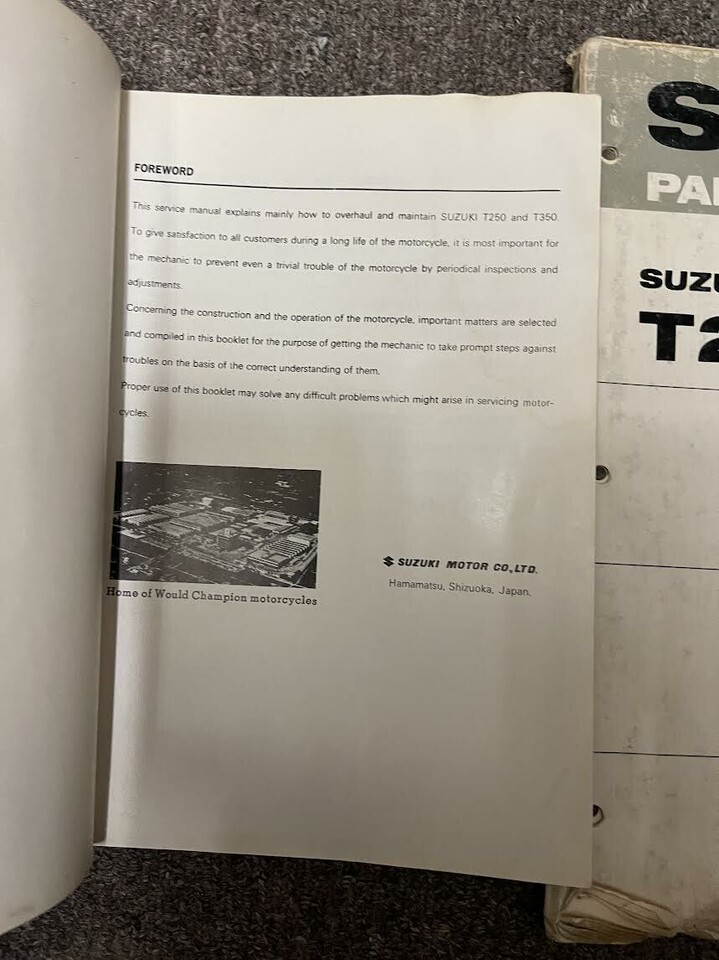 FOREWORD
This service manual explains mainly how to overhaul and maintain SUZUKI T250 and T350.
To give satisfaction to all customers during a long life of the motorcycle, it is most important for
the mechanic to prevent even a trivial trouble of the motorcycle by periodical inspections and
adjustments.
Concerning the construction and the operation of the motorcycle, important matters are selected
and compiled in this booklet for the purpose of getting the mechanic to take prompt steps against
troubles on the basis of the correct understanding of them.
Proper use of this booklet may solve any difficult problems which might arise in servicing motor-
cycles.
Home of Would Champion motorcycles
SUZUKI MOTOR CO.,LTD.
Hamamatsu, Shizuoka, Japan.
S
PA
SUZU
T2